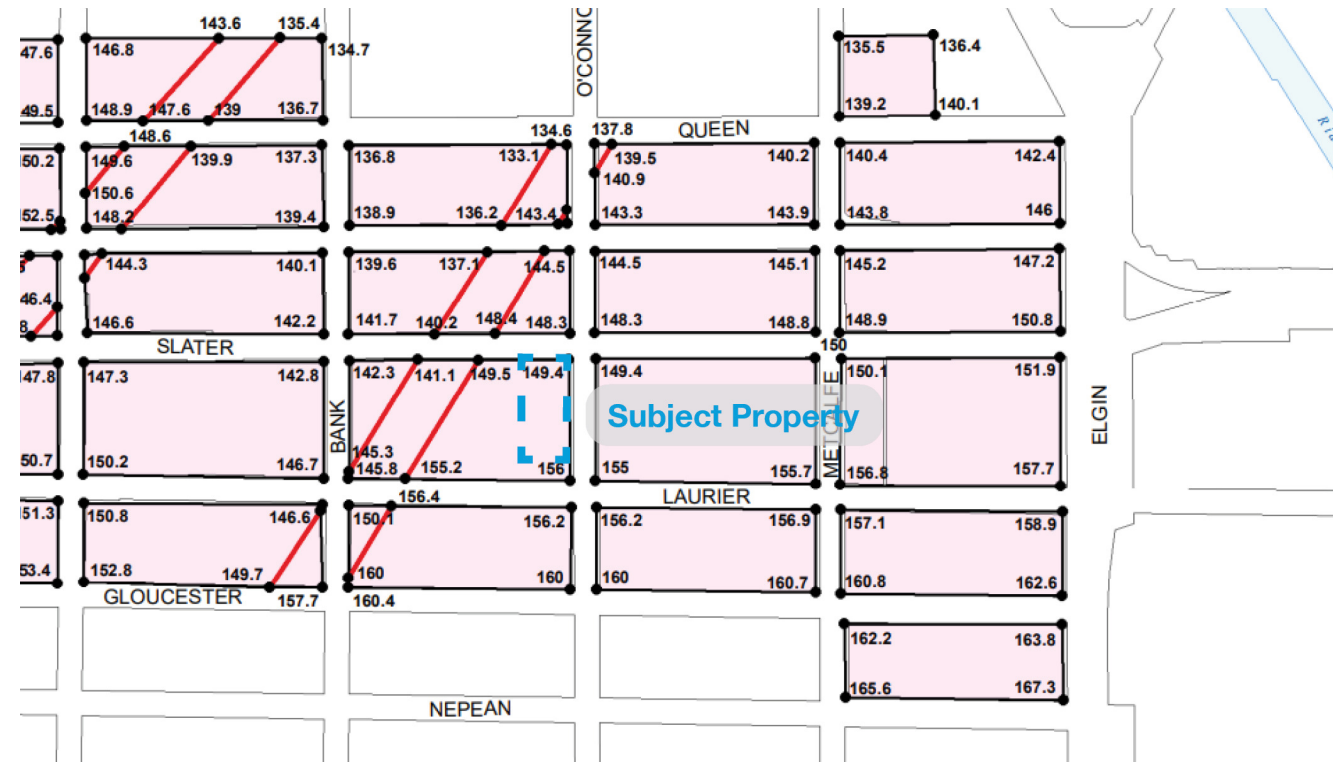 143.6 135.4
47.6 146.8 134.7 O'CONNO 135.5 136.4
49.5 148.9 147.6 139 136.7 139.2 140.1
148.6 134.6 137.8 QUEEN
50.2 149.6 139.9 137.3 136.8 133.1 139.5 140.2 140.4 142.4
150.6 140.9
52.5 148.2 139.4 138.9 136.2 143.4 143.3 143.9 143.8 146
144.3 140.1 139.6 137.1 144.5 144.5 145.1 145.2 147.2
46.4
8 146.6 142.2 141.7 140.2 148.4 148.3 148.3 148.8 148.9 150.8
SLATER 150
47.8 147.3 142.8 142.3 141.1 149.5 149.4 149.4 150.1 151.9
BANK Subject Property METCALFE ELGIN
145.3
50.7 150.2 146.7 145.8 155.2 156 155 155.7 156.8 157.7
156.4 LAURIER
51.3 150.8 146.6 150.1 156.2 156.2 156.9 157.1 158.9
53.4 152.8 149.7 160 160 160 160.7 160.8 162.6
GLOUCESTER 157.7 160.4
162.2 163.8
165.6 167.3
NEPEAN